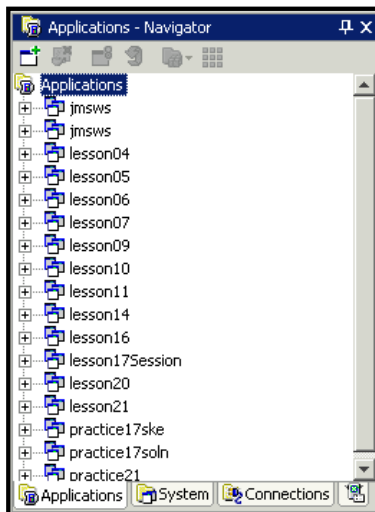 Applications - Navigator
Applications
jmsws
jmsws
lesson04
lesson05
lesson06
lesson07
lesson09
lesson10
lesson11
lesson14
lesson16
lesson17Session
lesson20
lesson21
practice17ske
practice17soln
practice21
Applications System Connections